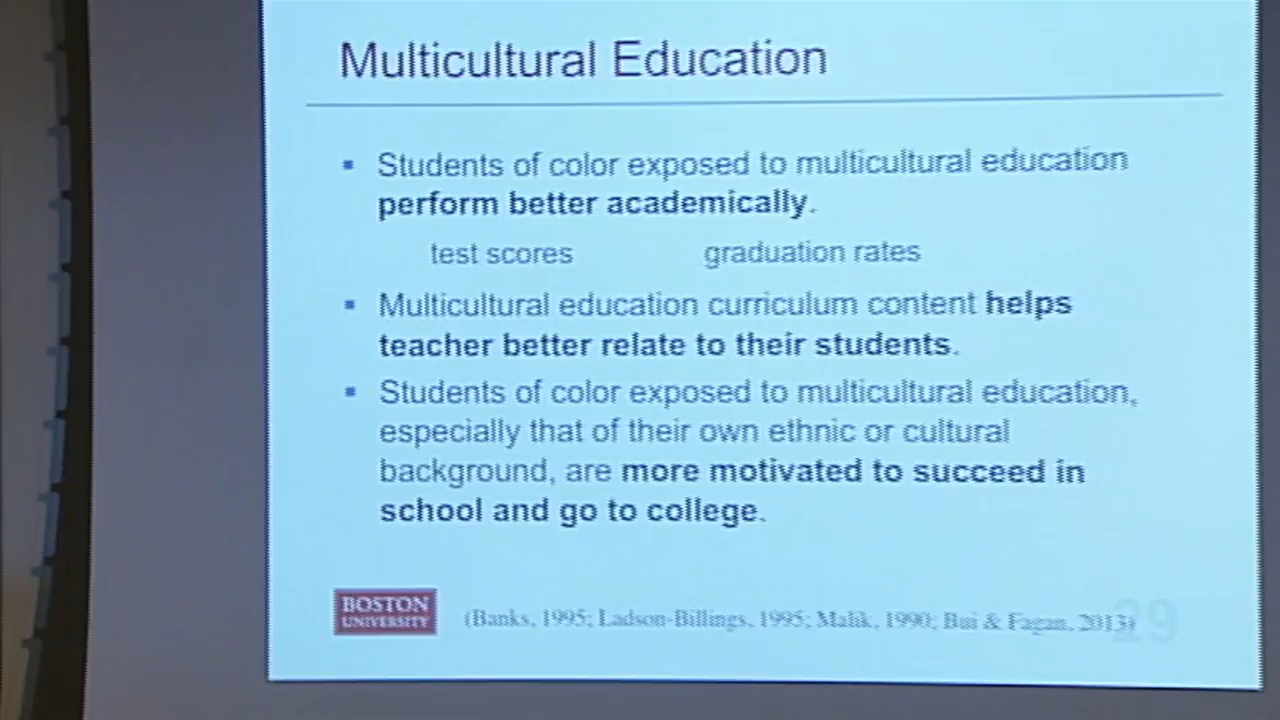 Multicultural Education
▪ Students of color exposed to multicultural education
perform better academically.
test scores graduation rates
▪ Multicultural education curriculum content helps
teacher better relate to their students.
▪ Students of color exposed to multicultural education,
especially that of their own ethnic or cultural
background, are more motivated to succeed in
school and go to college.
BOSTON
UNIVERSITY
(Banks, 1995; Ladson-Billings, 1995; Malik, 1990; Bui & Fagan, 2013)
29